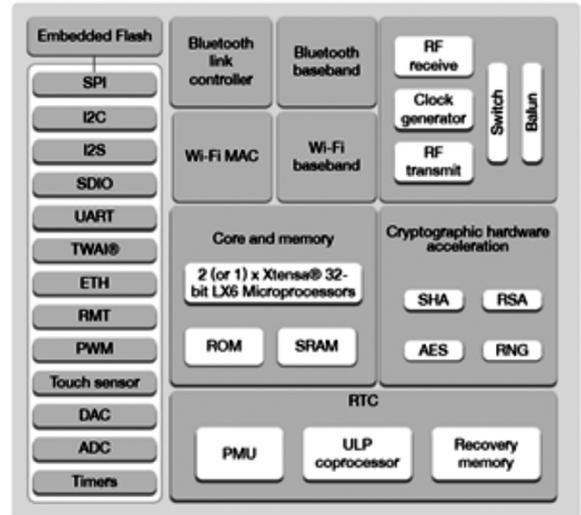 Embedded Flash
SPI
I2C
I2S
SDIO
UART
TWAI®
ETH
RMT
PWM
Touch sensor
DAC
ADC
Timers
Bluetooth
link
controller
Bluetooth
baseband
Wi-Fi MAC
Wi-Fi
baseband
RF
receive
Clock
generator
RF
transmit
Switch
Balun
Core and memory
2 (or 1) x Xtensa® 32-
bit LX6 Microprocessors
ROM
SRAM
Cryptographic hardware
acceleration
SHA
RSA
AES
RNG
RTC
PMU
ULP
coprocessor
Recovery
memory